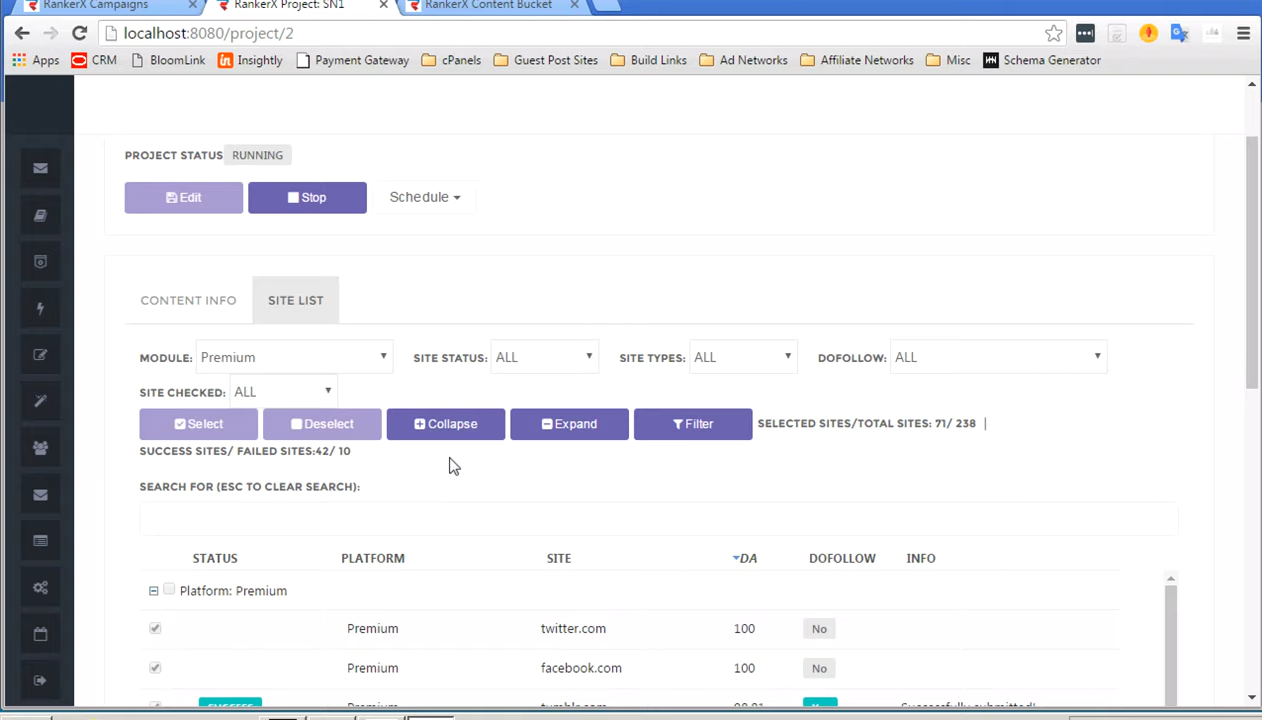 RankerX Campaigns
RankerX Project: SN1
RankerX Content Bucket
localhost:8080/project/2
Apps CRM BloomLink Insightly Payment Gateway cPanels Guest Post Sites Build Links Ad Networks Affiliate Networks Misc Schema Generator
PROJECT STATUS RUNNING
Edit Stop Schedule
CONTENT INFO SITE LIST
MODULE: Premium SITE STATUS: ALL SITE TYPES: ALL DOFOLLOW: ALL
SITE CHECKED: ALL
Select Deselect Collapse Expand Filter SELECTED SITES/TOTAL SITES: 71/ 238 |
SUCCESS SITES/ FAILED SITES:42/ 10
SEARCH FOR (ESC TO CLEAR SEARCH):
STATUS PLATFORM SITE DA DOFOLLOW INFO
Platform: Premium
Premium twitter.com 100 No
Premium facebook.com 100 No
SUCCESS Premium tumblr.com Yes Successfully submitted!